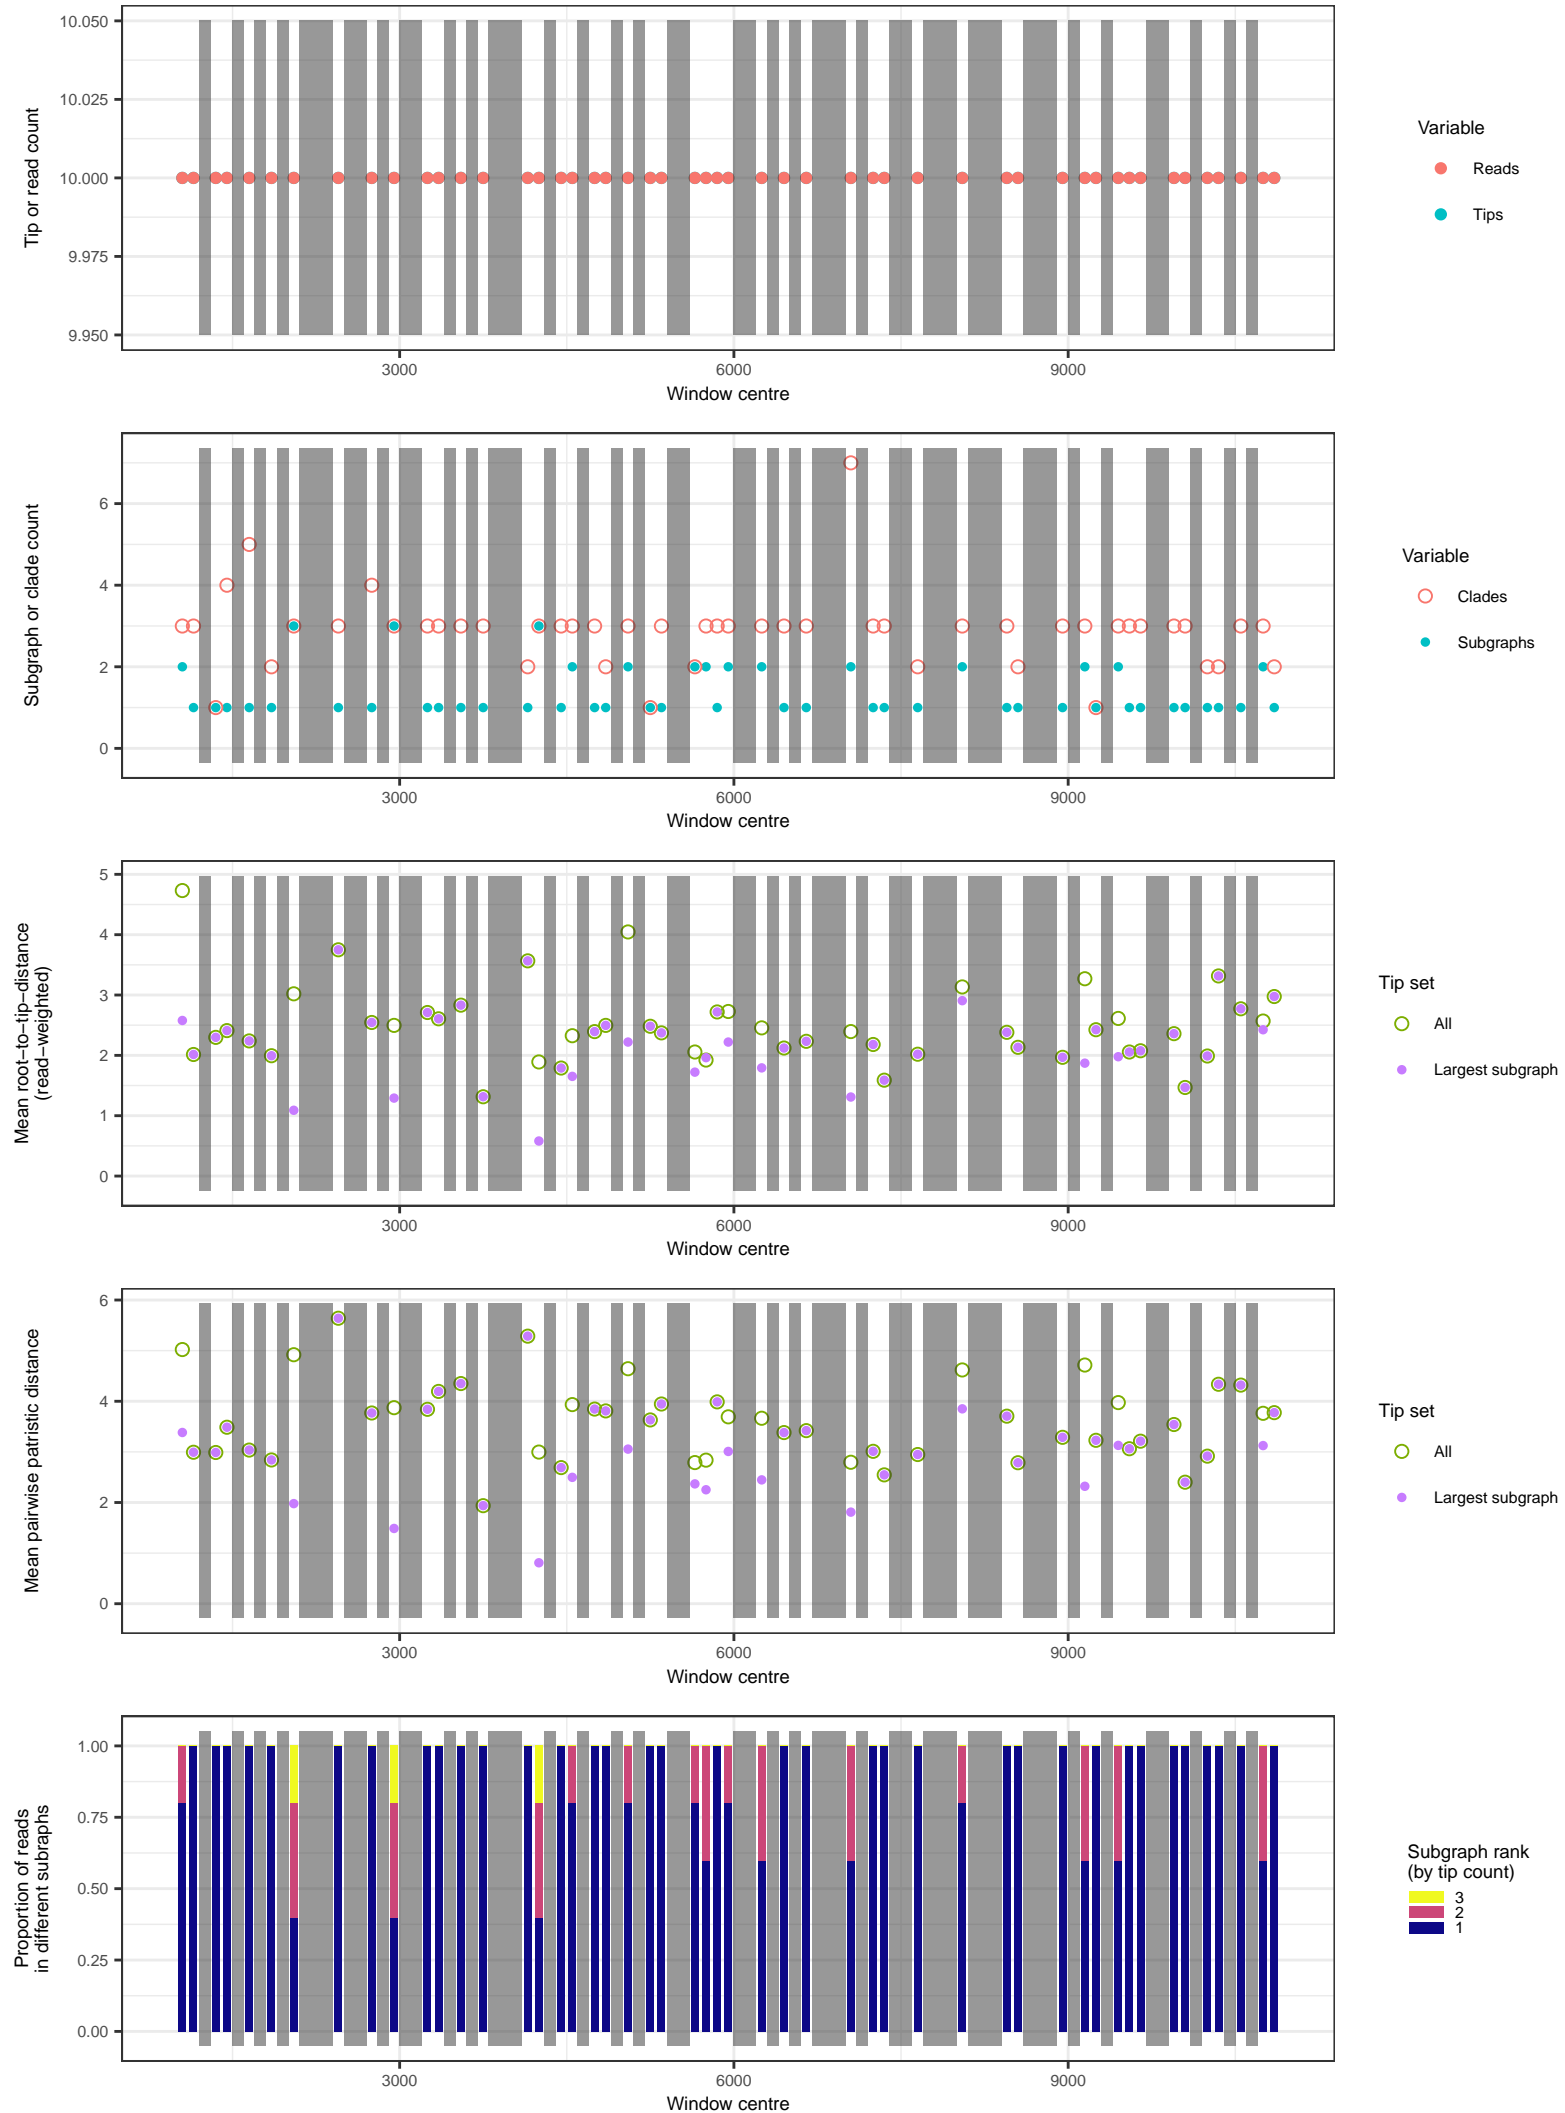 10.050
10.025
10.000
9.975
9.950
Tip or read count
3000
6000
9000
Window centre
Variable
Reads
Tips
6
4
2
0
Subgraph or clade count
3000
6000
9000
Window centre
Variable
Clades
Subgraphs
5
4
3
2
1
0
Mean root−to−tip−distance
(read−weighted)
3000
6000
9000
Window centre
Tip set
All
Largest subgraph
6
4
2
0
Mean pairwise patristic distance
3000
6000
9000
Window centre
Tip set
All
Largest subgraph
1.00
0.75
0.50
0.25
0.00
Proportion of reads
in different subraphs
3000
6000
9000
Window centre
Subgraph rank
(by tip count)
3
2
1